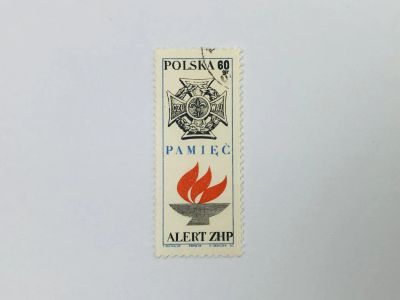 POLSKA 60 gr
PAMIĘĆ
ALERT ZHP